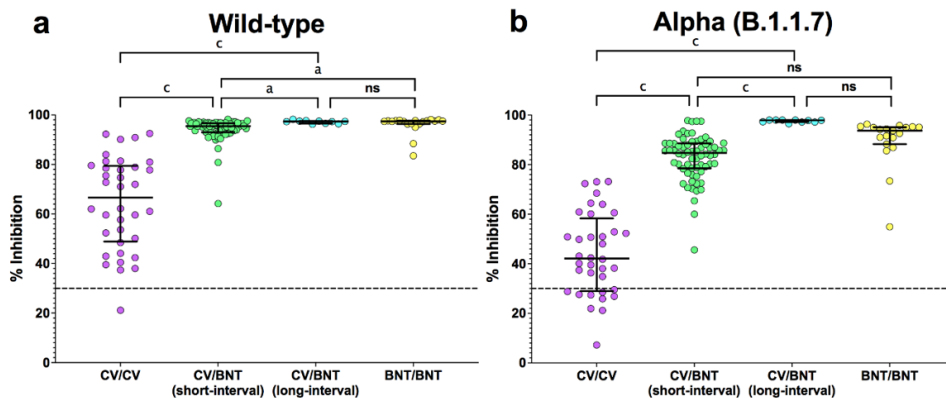 a
Wild-type
c
a
c
a
ns
% Inhibition
100
80
60
40
20
0
CV/CV
CV/BNT
(short-interval)
CV/BNT
(long-interval)
BNT/BNT
b
Alpha (B.1.1.7)
c
ns
c
c
ns
% Inhibition
100
80
60
40
20
0
CV/CV
CV/BNT
(short-interval)
CV/BNT
(long-interval)
BNT/BNT